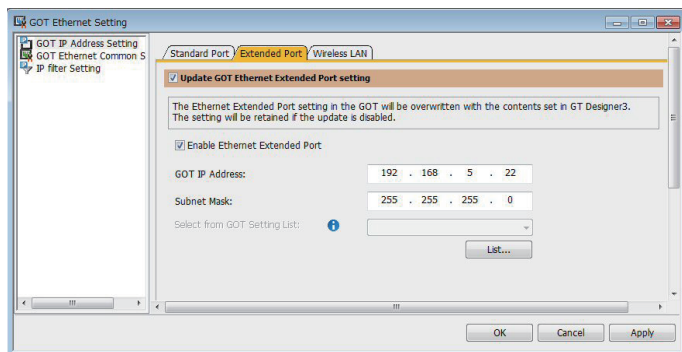 GOT Ethernet Setting
GOT IP Address Setting
GOT Ethernet Common S
IP filter Setting
Standard Port Extended Port Wireless LAN
Update GOT Ethernet Extended Port setting
The Ethernet Extended Port setting in the GOT will be overwritten with the contents set in GT Designer3.
The setting will be retained if the update is disabled.
Enable Ethernet Extended Port
GOT IP Address: 192 . 168 . 5 . 22
Subnet Mask: 255 . 255 . 255 . 0
Select from GOT Setting List:
List...
OK Cancel Apply